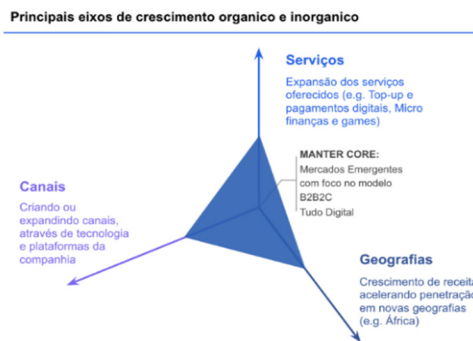 Principais eixos de crescimento organico e inorganico
Serviços
Expansão dos serviços
oferecidos (e.g. Top-up e
pagamentos digitais, Micro
finanças e games)
MANTER CORE:
Mercados Emergentes
com foco no modelo
B2B2C
Tudo Digital
Canais
Criando ou
expandindo canais,
através de tecnologia
e plataformas da
companhia
Geografias
Crescimento de receita
acelerando penetração
em novas geografias
(e.g. África)